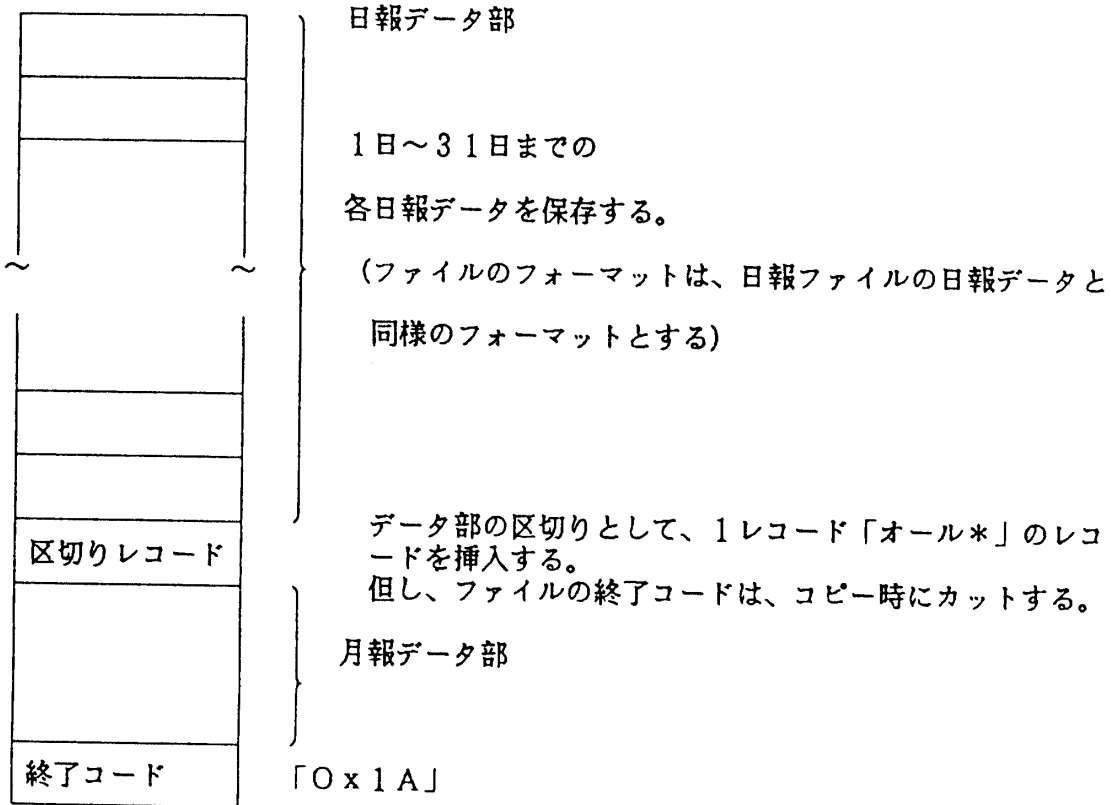 日報データ部
1日～31日までの
各日報データを保存する。
(ファイルのフォーマットは、日報ファイルの日報データと
同様のフォーマットとする)
区切りレコード
データ部の区切りとして、1レコード「オール＊」のレコ
ードを挿入する。
但し、ファイルの終了コードは、コピー時にカットする。
月報データ部
終了コード
「0x1A」